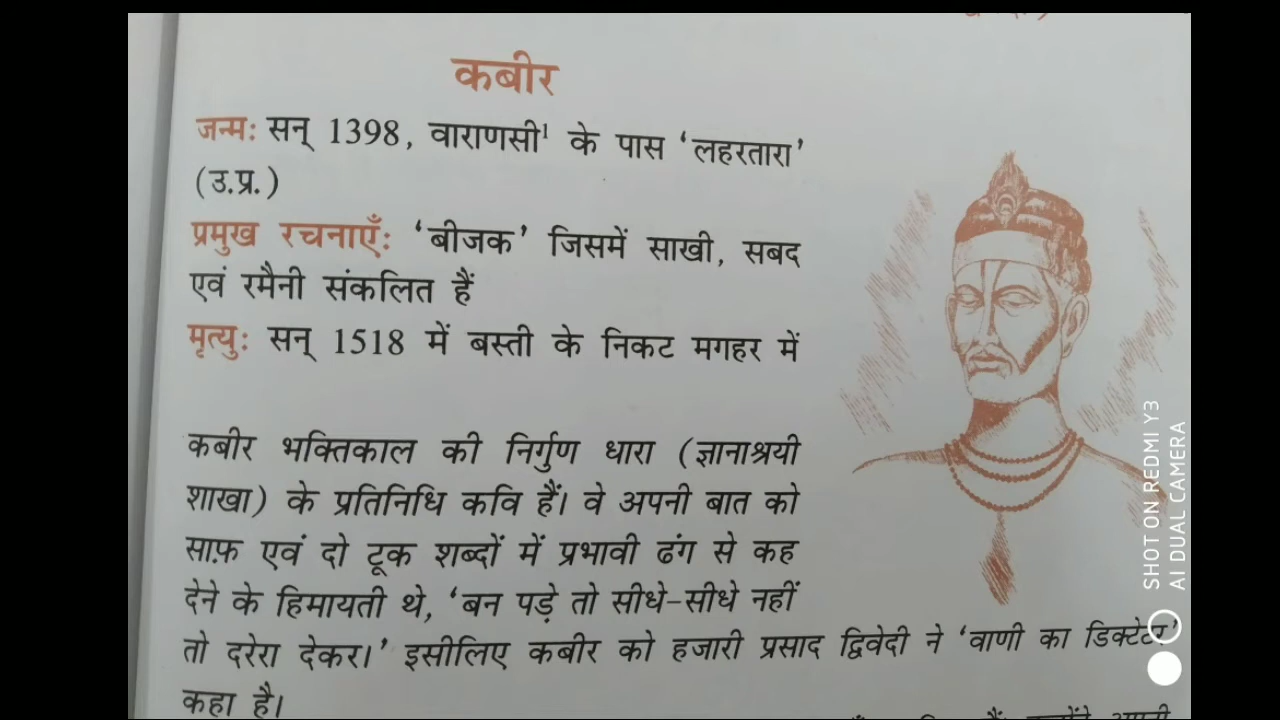 कबीर
जन्म: सन् 1398, वाराणसी¹ के पास ‘लहरतारा’
(उ.प्र.)
प्रमुख रचनाएँ: ‘बीजक’ जिसमें साखी, सबद
एवं रमैनी संकलित हैं
मृत्यु: सन् 1518 में बस्ती के निकट मगहर में
कबीर भक्तिकाल की निर्गुण धारा (ज्ञानाश्रयी
शाखा) के प्रतिनिधि कवि हैं। वे अपनी बात को
साफ़ एवं दो टूक शब्दों में प्रभावी ढंग से कह
देने के हिमायती थे, ‘बन पड़े तो सीधे-सीधे नहीं
तो दरेरा देकर।’ इसीलिए कबीर को हजारी प्रसाद द्विवेदी ने ‘वाणी का डिक्टेटर’
कहा है।
SHOT ON REDMI Y3
AI DUAL CAMERA